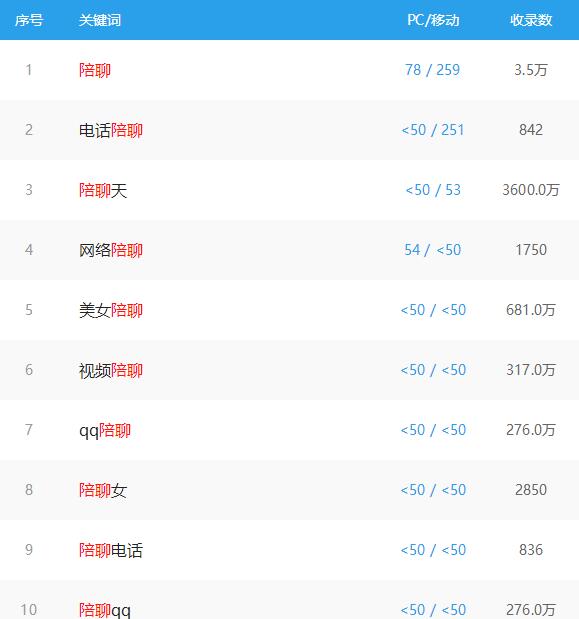 序号 关键词 PC/移动 收录数
1 陪聊 78 / 259 3.5万
2 电话陪聊 <50 / 251 842
3 陪聊天 <50 / 53 3600.0万
4 网络陪聊 54 / <50 1750
5 美女陪聊 <50 / <50 681.0万
6 视频陪聊 <50 / <50 317.0万
7 qq陪聊 <50 / <50 276.0万
8 陪聊女 <50 / <50 2850
9 陪聊电话 <50 / <50 836
10 陪聊qq <50 / <50 276.0万